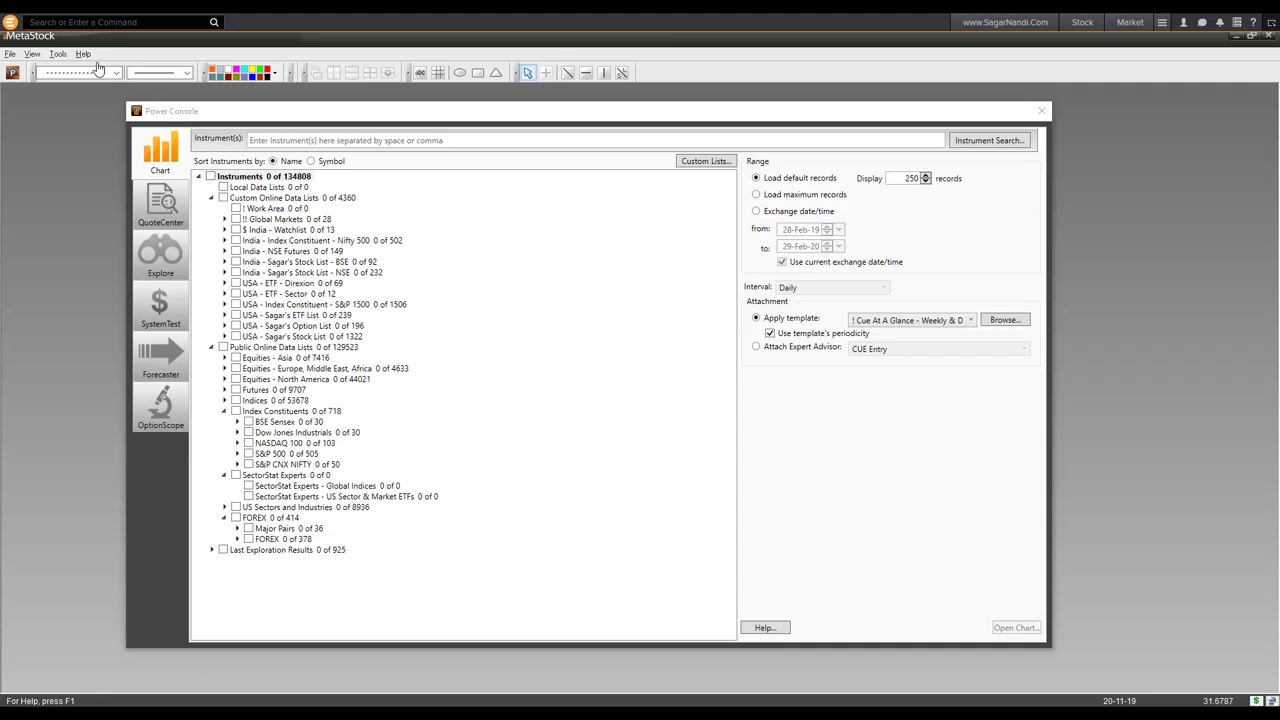 Search or Enter a Command
www.SagarNandi.Com
Stock
Market
MetaStock
File View Tools Help
Power Console
Instrument(s): Enter Instrument(s) here separated by space or comma Instrument Search...
Sort Instruments by: Name Symbol Custom Lists...
Chart
QuoteCenter
Explore
SystemTest
Forecaster
OptionScope
Instruments 0 of 134808
Local Data Lists 0 of 0
Custom Online Data Lists 0 of 4360
! Work Area 0 of 0
!! Global Markets 0 of 28
$ India - Watchlist 0 of 13
India - Index Constituent - Nifty 500 0 of 502
India - NSE Futures 0 of 149
India - Sagar's Stock List - BSE 0 of 92
India - Sagar's Stock List - NSE 0 of 232
USA - ETF - Direxion 0 of 69
USA - ETF - Sector 0 of 12
USA - Index Constituent - S&P 1500 0 of 1506
USA - Sagar's ETF List 0 of 239
USA - Sagar's Option List 0 of 196
USA - Sagar's Stock List 0 of 1322
Public Online Data Lists 0 of 129523
Equities - Asia 0 of 7416
Equities - Europe, Middle East, Africa 0 of 4633
Equities - North America 0 of 44021
Futures 0 of 9707
Indices 0 of 53678
Index Constituents 0 of 718
BSE Sensex 0 of 30
Dow Jones Industrials 0 of 30
NASDAQ 100 0 of 103
S&P 500 0 of 505
S&P CNX NIFTY 0 of 50
SectorStat Experts 0 of 0
SectorStat Experts - Global Indices 0 of 0
SectorStat Experts - US Sector & Market ETFs 0 of 0
US Sectors and Industries 0 of 8936
FOREX 0 of 414
Major Pairs 0 of 36
FOREX 0 of 378
Last Exploration Results 0 of 925
Range
Load default records Display 250 records
Load maximum records
Exchange date/time
from: 28-Feb-19
to: 29-Feb-20
Use current exchange date/time
Interval: Daily
Attachment
Apply template: ! Cue At A Glance - Weekly & D Browse...
Use template's periodicity
Attach Expert Advisor: CUE Entry
Help... Open Chart...
For Help, press F1 20-11-19 31.6787